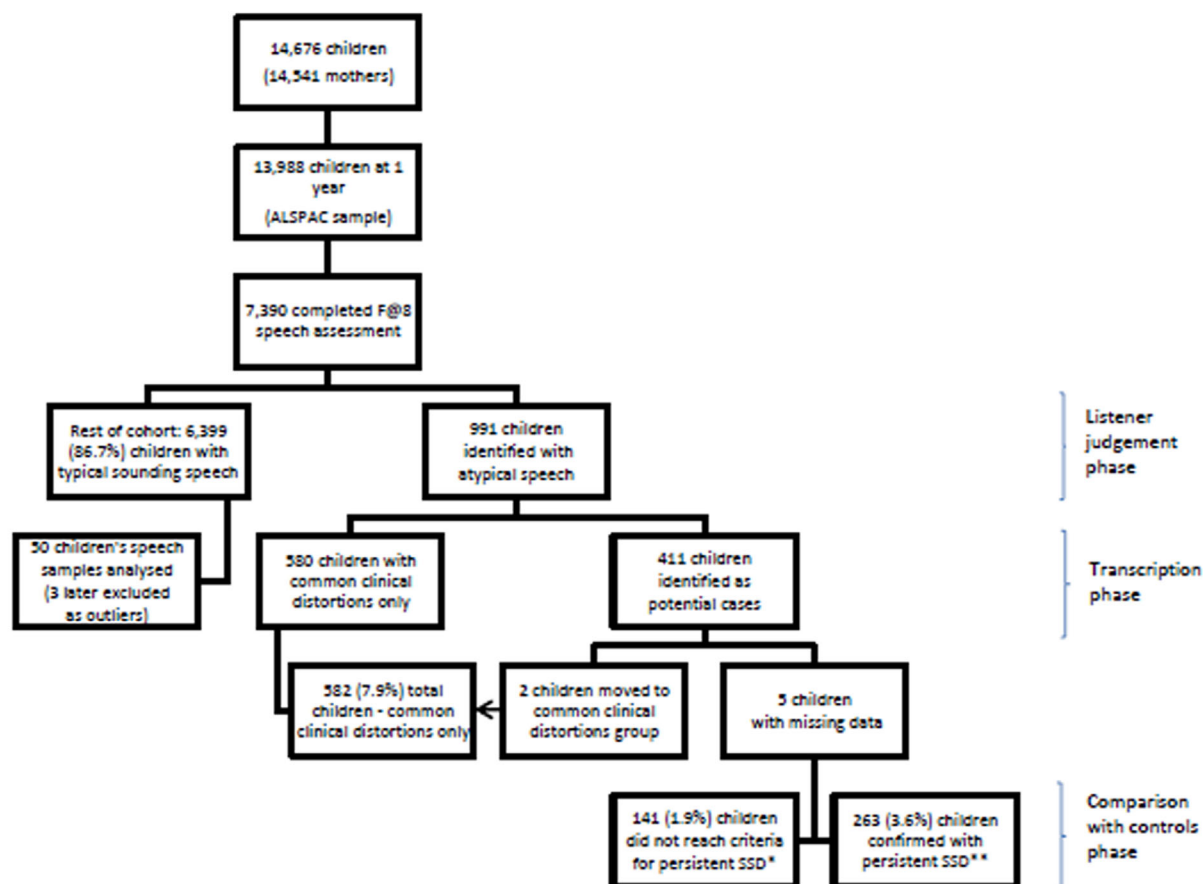 14,676 children
(14,541 mothers)
13,988 children at 1
year
(ALSPAC sample)
7,390 completed F@8
speech assessment
Rest of cohort: 6,399
(86.7%) children with
typical sounding speech
991 children
identified with
atypical speech
Listener
judgement
phase
50 children's speech
samples analysed
(3 later excluded
as outliers)
580 children with
common clinical
distortions only
411 children
identified as
potential cases
Transcription
phase
582 (7.9%) total
children - common
clinical distortions only
2 children moved to
common clinical
distortions group
5 children
with missing data
141 (1.9%) children
did not reach criteria
for persistent SSD*
263 (3.6%) children
confirmed with
persistent SSD**
Comparison
with controls
phase